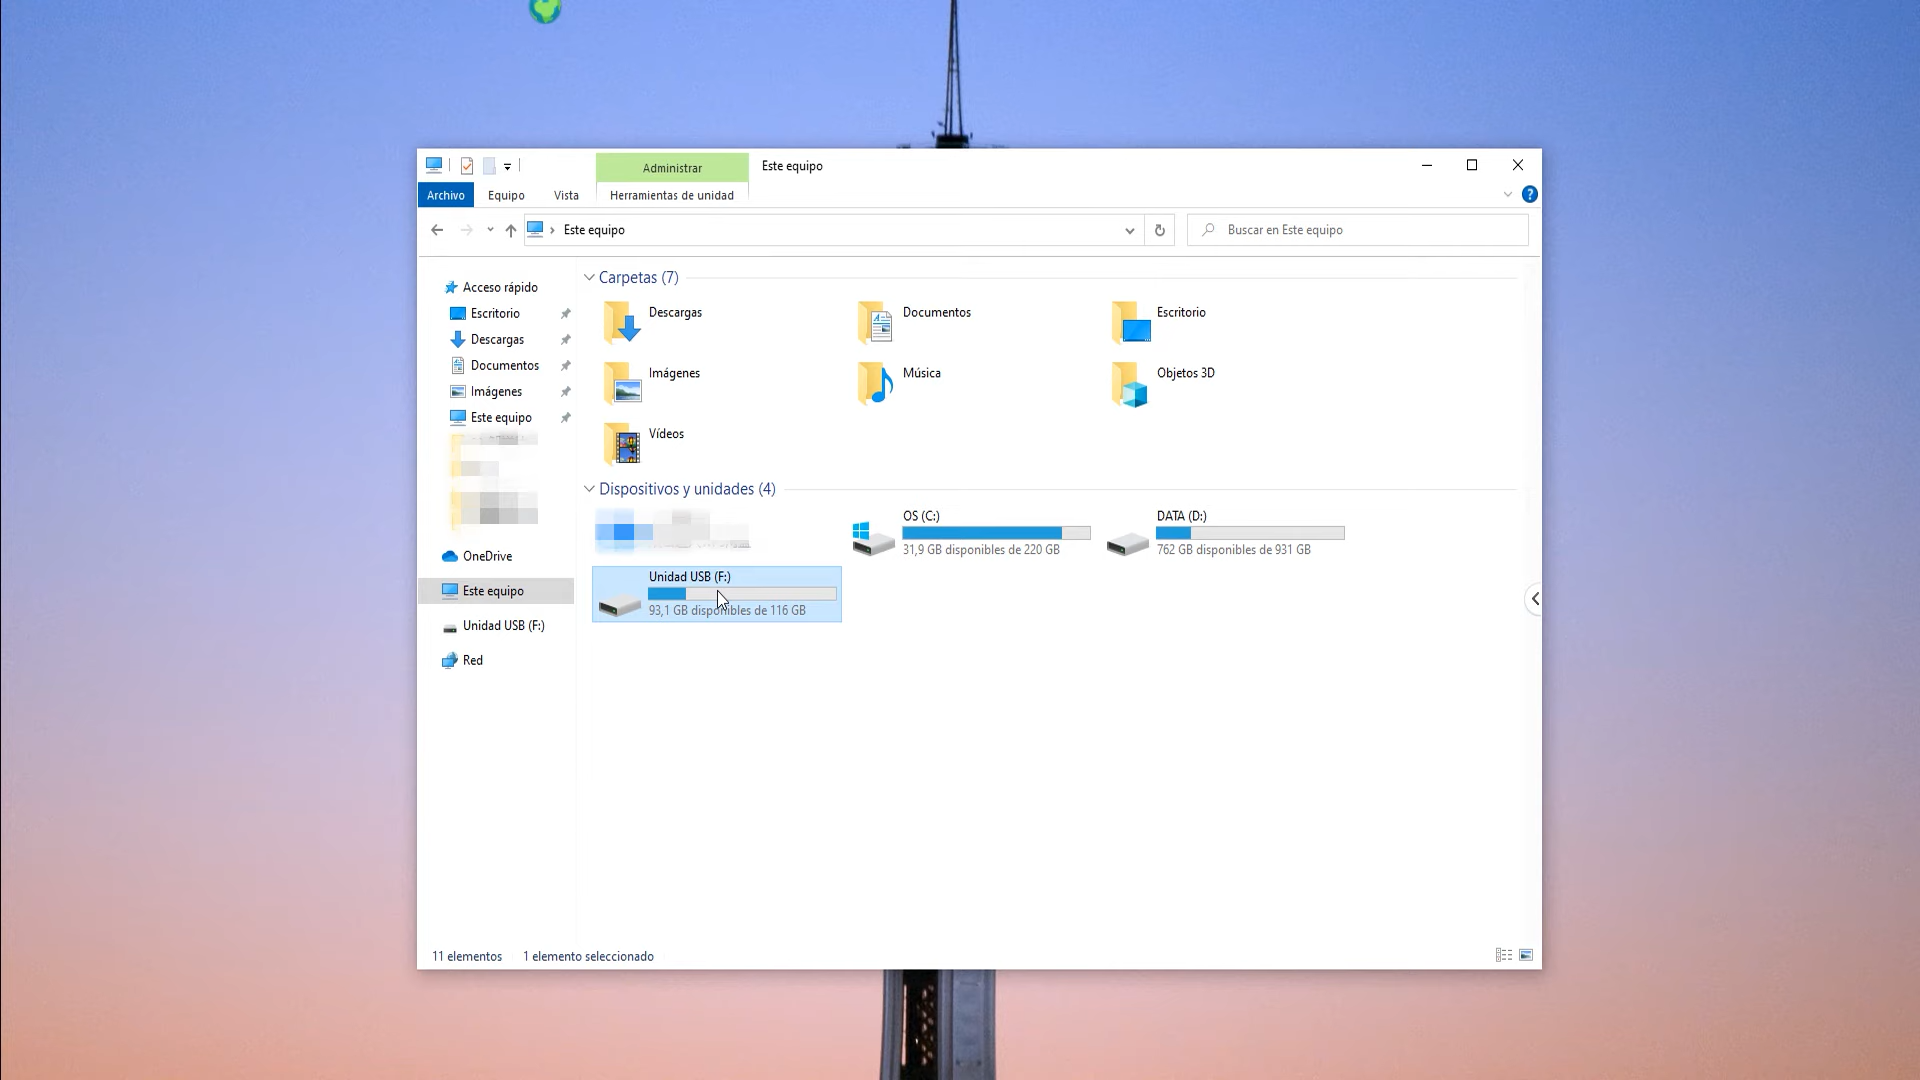 Administrar
Este equipo
Archivo
Equipo
Vista
Herramientas de unidad
Este equipo
Buscar en Este equipo
Acceso rápido
Escritorio
Descargas
Documentos
Imágenes
Este equipo
OneDrive
Este equipo
Unidad USB (F:)
Red
Carpetas (7)
Descargas
Documentos
Escritorio
Imágenes
Música
Objetos 3D
Vídeos
Dispositivos y unidades (4)
OS (C:)
31,9 GB disponibles de 220 GB
DATA (D:)
762 GB disponibles de 931 GB
Unidad USB (F:)
93,1 GB disponibles de 116 GB
11 elementos
1 elemento seleccionado